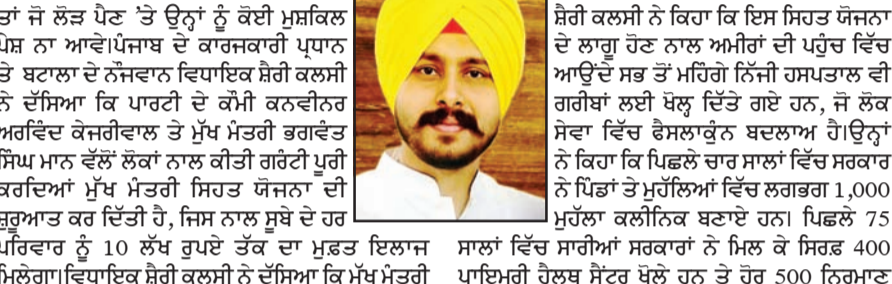 ਤਾਂ ਜੋ ਲੋੜ ਪੈਣ ’ਤੇ ਉਨ੍ਹਾਂ ਨੂੰ ਕੋਈ ਮੁਸ਼ਕਿਲ
ਪੇਸ਼ ਨਾ ਆਵੇ।ਪੰਜਾਬ ਦੇ ਕਾਰਜਕਾਰੀ ਪ੍ਰਧਾਨ
ਤੇ ਬਟਾਲਾ ਦੇ ਨੌਜਵਾਨ ਵਿਧਾਇਕ ਸ਼ੈਰੀ ਕਲਸੀ
ਨੇ ਦੱਸਿਆ ਕਿ ਪਾਰਟੀ ਦੇ ਕੌਮੀ ਕਨਵੀਨਰ
ਅਰਵਿੰਦ ਕੇਜਰੀਵਾਲ ਤੇ ਮੁੱਖ ਮੰਤਰੀ ਭਗਵੰਤ
ਸਿੰਘ ਮਾਨ ਵੱਲੋਂ ਲੋਕਾਂ ਨਾਲ ਕੀਤੀ ਗਰੰਟੀ ਪੂਰੀ
ਕਰਦਿਆਂ ਮੁੱਖ ਮੰਤਰੀ ਸਿਹਤ ਯੋਜਨਾ ਦੀ
ਸ਼ੁਰੂਆਤ ਕਰ ਦਿੱਤੀ ਹੈ, ਜਿਸ ਨਾਲ ਸੂਬੇ ਦੇ ਹਰ
ਪਰਿਵਾਰ ਨੂੰ 10 ਲੱਖ ਰੁਪਏ ਤੱਕ ਦਾ ਮੁਫ਼ਤ ਇਲਾਜ
ਮਿਲੇਗਾ।ਵਿਧਾਇਕ ਸ਼ੈਰੀ ਕਲਸੀ ਨੇ ਦੱਸਿਆ ਕਿ ਮੁੱਖ ਮੰਤਰੀ
ਸ਼ੈਰੀ ਕਲਸੀ ਨੇ ਕਿਹਾ ਕਿ ਇਸ ਸਿਹਤ ਯੋਜਨਾ
ਦੇ ਲਾਗੂ ਹੋਣ ਨਾਲ ਅਮੀਰਾਂ ਦੀ ਪਹੁੰਚ ਵਿੱਚ
ਆਉਂਦੇ ਸਭ ਤੋਂ ਮਹਿੰਗੇ ਨਿੱਜੀ ਹਸਪਤਾਲ ਵੀ
ਗਰੀਬਾਂ ਲਈ ਖੋਲ੍ਹ ਦਿੱਤੇ ਗਏ ਹਨ, ਜੋ ਲੋਕ
ਸੇਵਾ ਵਿੱਚ ਫੈਸਲਾਕੁੰਨ ਬਦਲਾਅ ਹੈ।ਉਨ੍ਹਾਂ
ਨੇ ਕਿਹਾ ਕਿ ਪਿਛਲੇ ਚਾਰ ਸਾਲਾਂ ਵਿੱਚ ਸਰਕਾਰ
ਨੇ ਪਿੰਡਾਂ ਤੇ ਮੁਹੱਲਿਆਂ ਵਿੱਚ ਲਗਭਗ 1,000
ਮੁਹੱਲਾ ਕਲੀਨਿਕ ਬਣਾਏ ਹਨ। ਪਿਛਲੇ 75
ਸਾਲਾਂ ਵਿੱਚ ਸਾਰੀਆਂ ਸਰਕਾਰਾਂ ਨੇ ਮਿਲ ਕੇ ਸਿਰਫ਼ 400
ਪ੍ਰਾਇਮਰੀ ਹੈਲਥ ਸੈਂਟਰ ਖੋਲੇ ਹਨ ਤੇ ਹੋਰ 500 ਨਿਰਮਾਣ